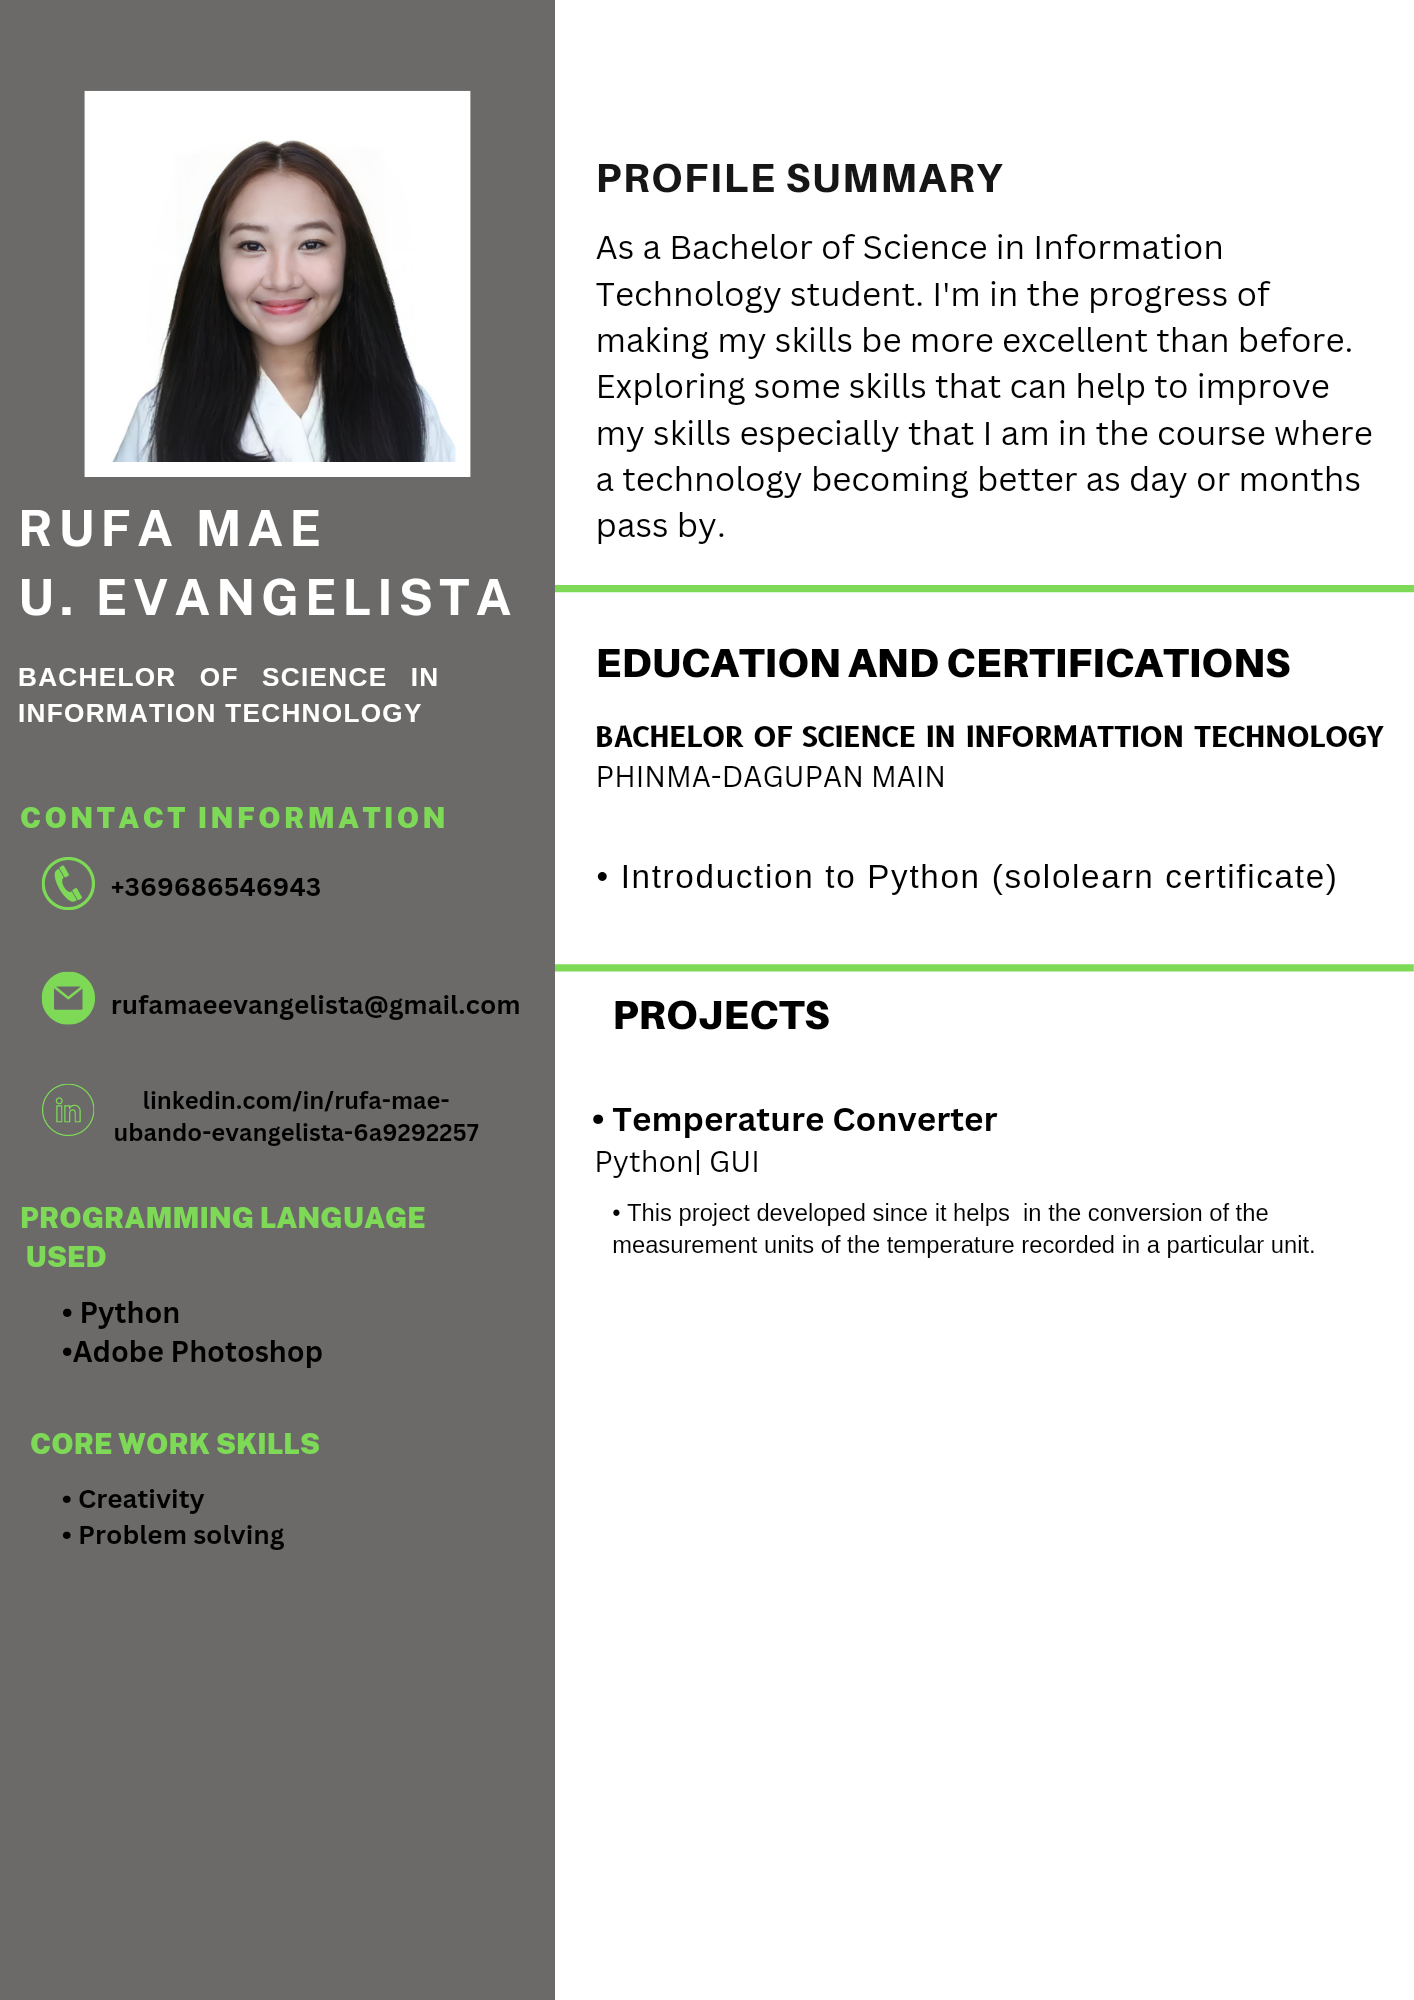 RUFA MAE
U. EVANGELISTA
BACHELOR OF SCIENCE IN
INFORMATION TECHNOLOGY
CONTACT INFORMATION
+369686546943
rufamaeevangelista@gmail.com
in
linkedin.com/in/rufa-mae-
ubando-evangelista-6a9292257
PROGRAMMING LANGUAGE
USED
• Python
•Adobe Photoshop
CORE WORK SKILLS
• Creativity
• Problem solving
PROFILE SUMMARY
As a Bachelor of Science in Information
Technology student. I'm in the progress of
making my skills be more excellent than before.
Exploring some skills that can help to improve
my skills especially that I am in the course where
a technology becoming better as day or months
pass by.
EDUCATION AND CERTIFICATIONS
BACHELOR OF SCIENCE IN INFORMATTION TECHNOLOGY
PHINMA-DAGUPAN MAIN
• Introduction to Python (sololearn certificate)
PROJECTS
• Temperature Converter
Python| GUI
• This project developed since it helps  in the conversion of the
measurement units of the temperature recorded in a particular unit.